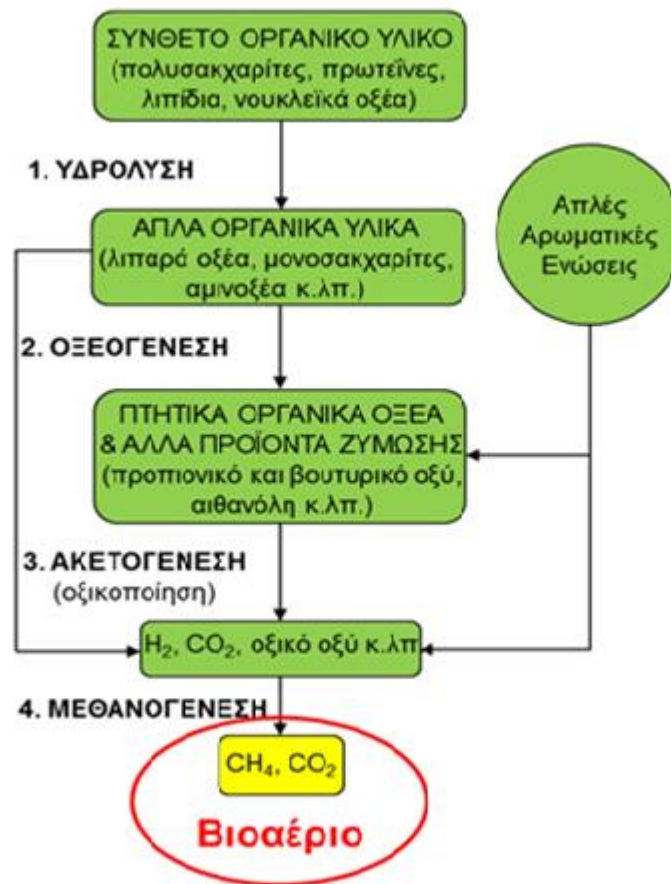 ΣΥΝΘΕΤΟ ΟΡΓΑΝΙΚΟ ΥΛΙΚΟ
(πολυσακχαρίτες, πρωτεΐνες,
λιπίδια, νουκλεϊκά οξέα)
1. ΥΔΡΟΛΥΣΗ
ΑΠΛΑ ΟΡΓΑΝΙΚΑ ΥΛΙΚΑ
(λιπαρά οξέα, μονοσακχαρίτες,
αμινοξέα κ.λπ.)
Απλές
Αρωματικές
Ενώσεις
2. ΟΞΕΟΓΕΝΕΣΗ
ΠΤΗΤΙΚΑ ΟΡΓΑΝΙΚΑ ΟΞΕΑ
& ΑΛΛΑ ΠΡΟΪΟΝΤΑ ΖΥΜΩΣΗΣ
(προπιονικό και βουτυρικό οξύ,
αιθανόλη κ.λπ.)
3. ΑΚΕΤΟΓΕΝΕΣΗ
(οξικοποίηση)
H₂, CO₂, οξικό οξύ κ.λπ
4. ΜΕΘΑΝΟΓΕΝΕΣΗ
CH₄, CO₂
Βιοαέριο